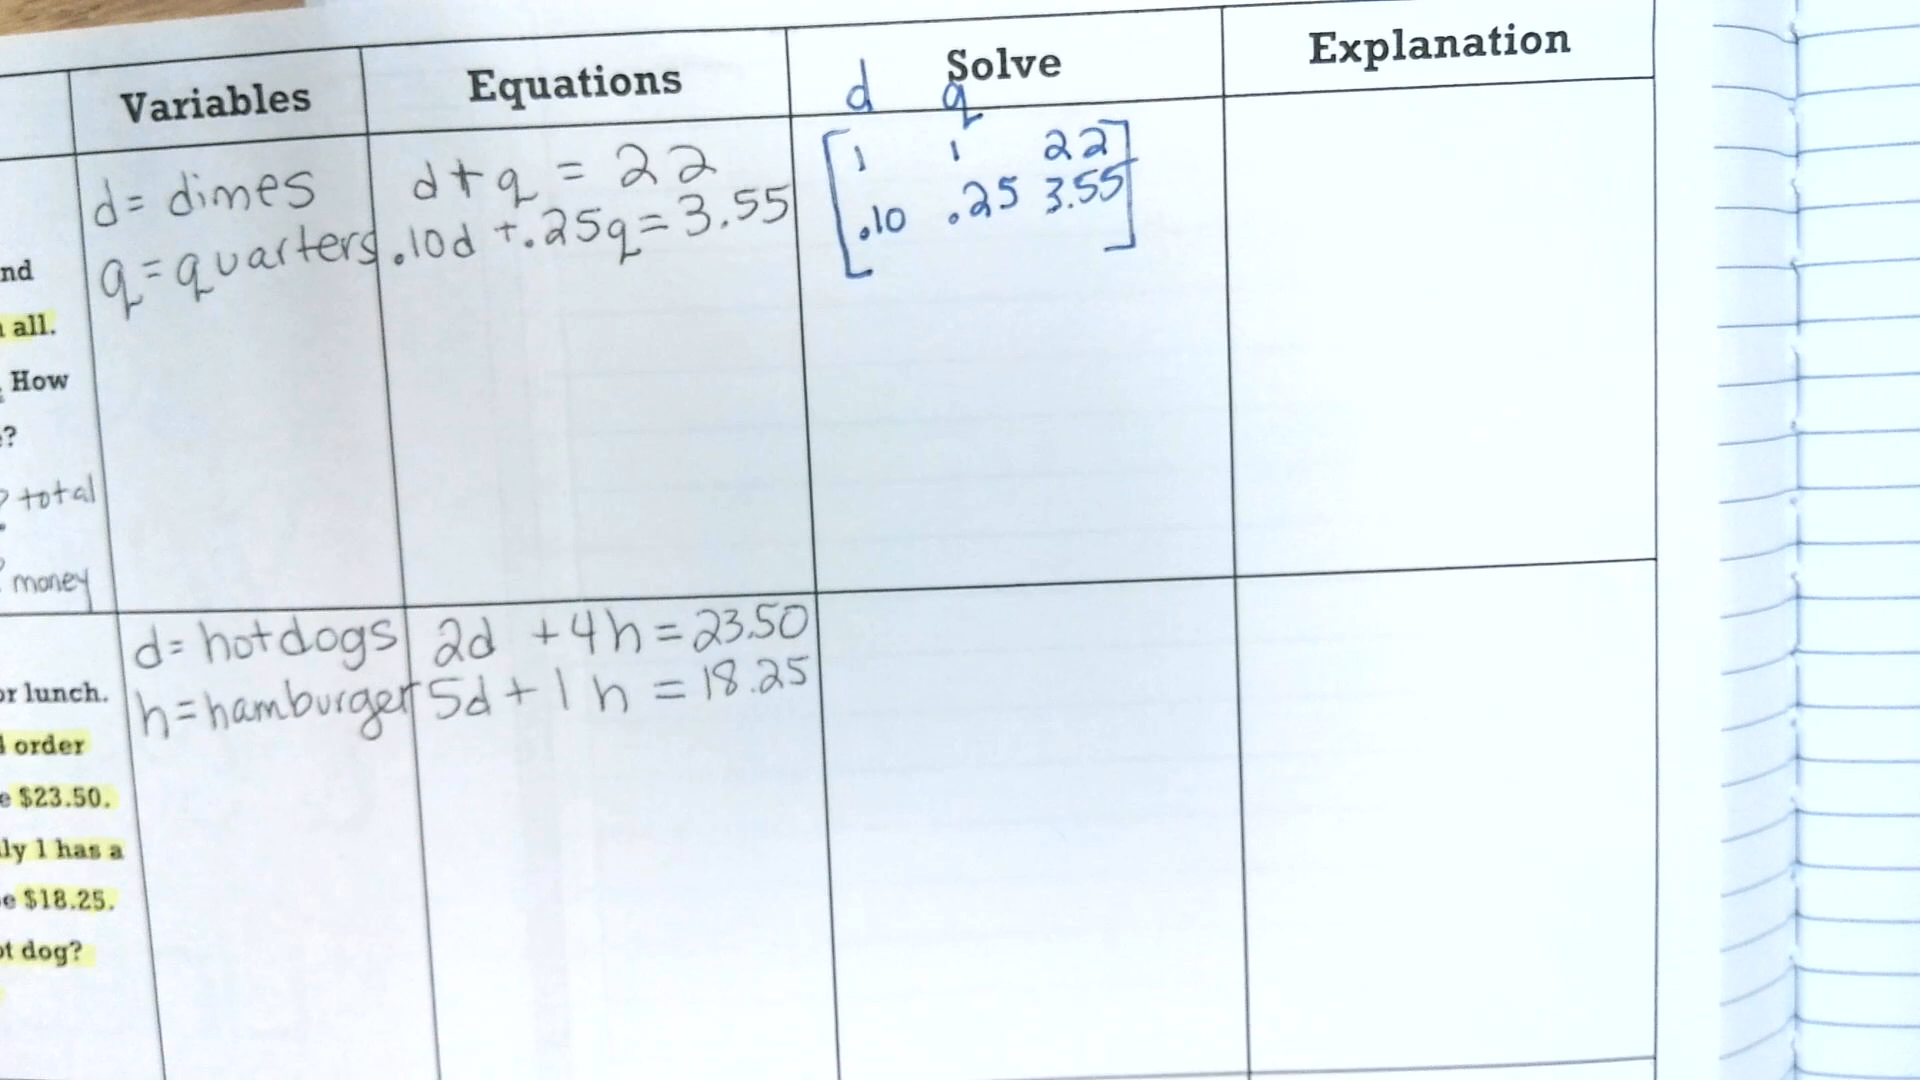 Variables Equations Solve Explanation
d q
d = dimes
q = quarters
d + q = 22
.10d + .25q = 3.55
1 1 22
.10 .25 3.55
all.
How
total
money
d = hotdogs
h = hamburger
2d + 4h = 23.50
5d + 1h = 18.25
lunch.
order
$23.50.
1 has a
$18.25.
dog?